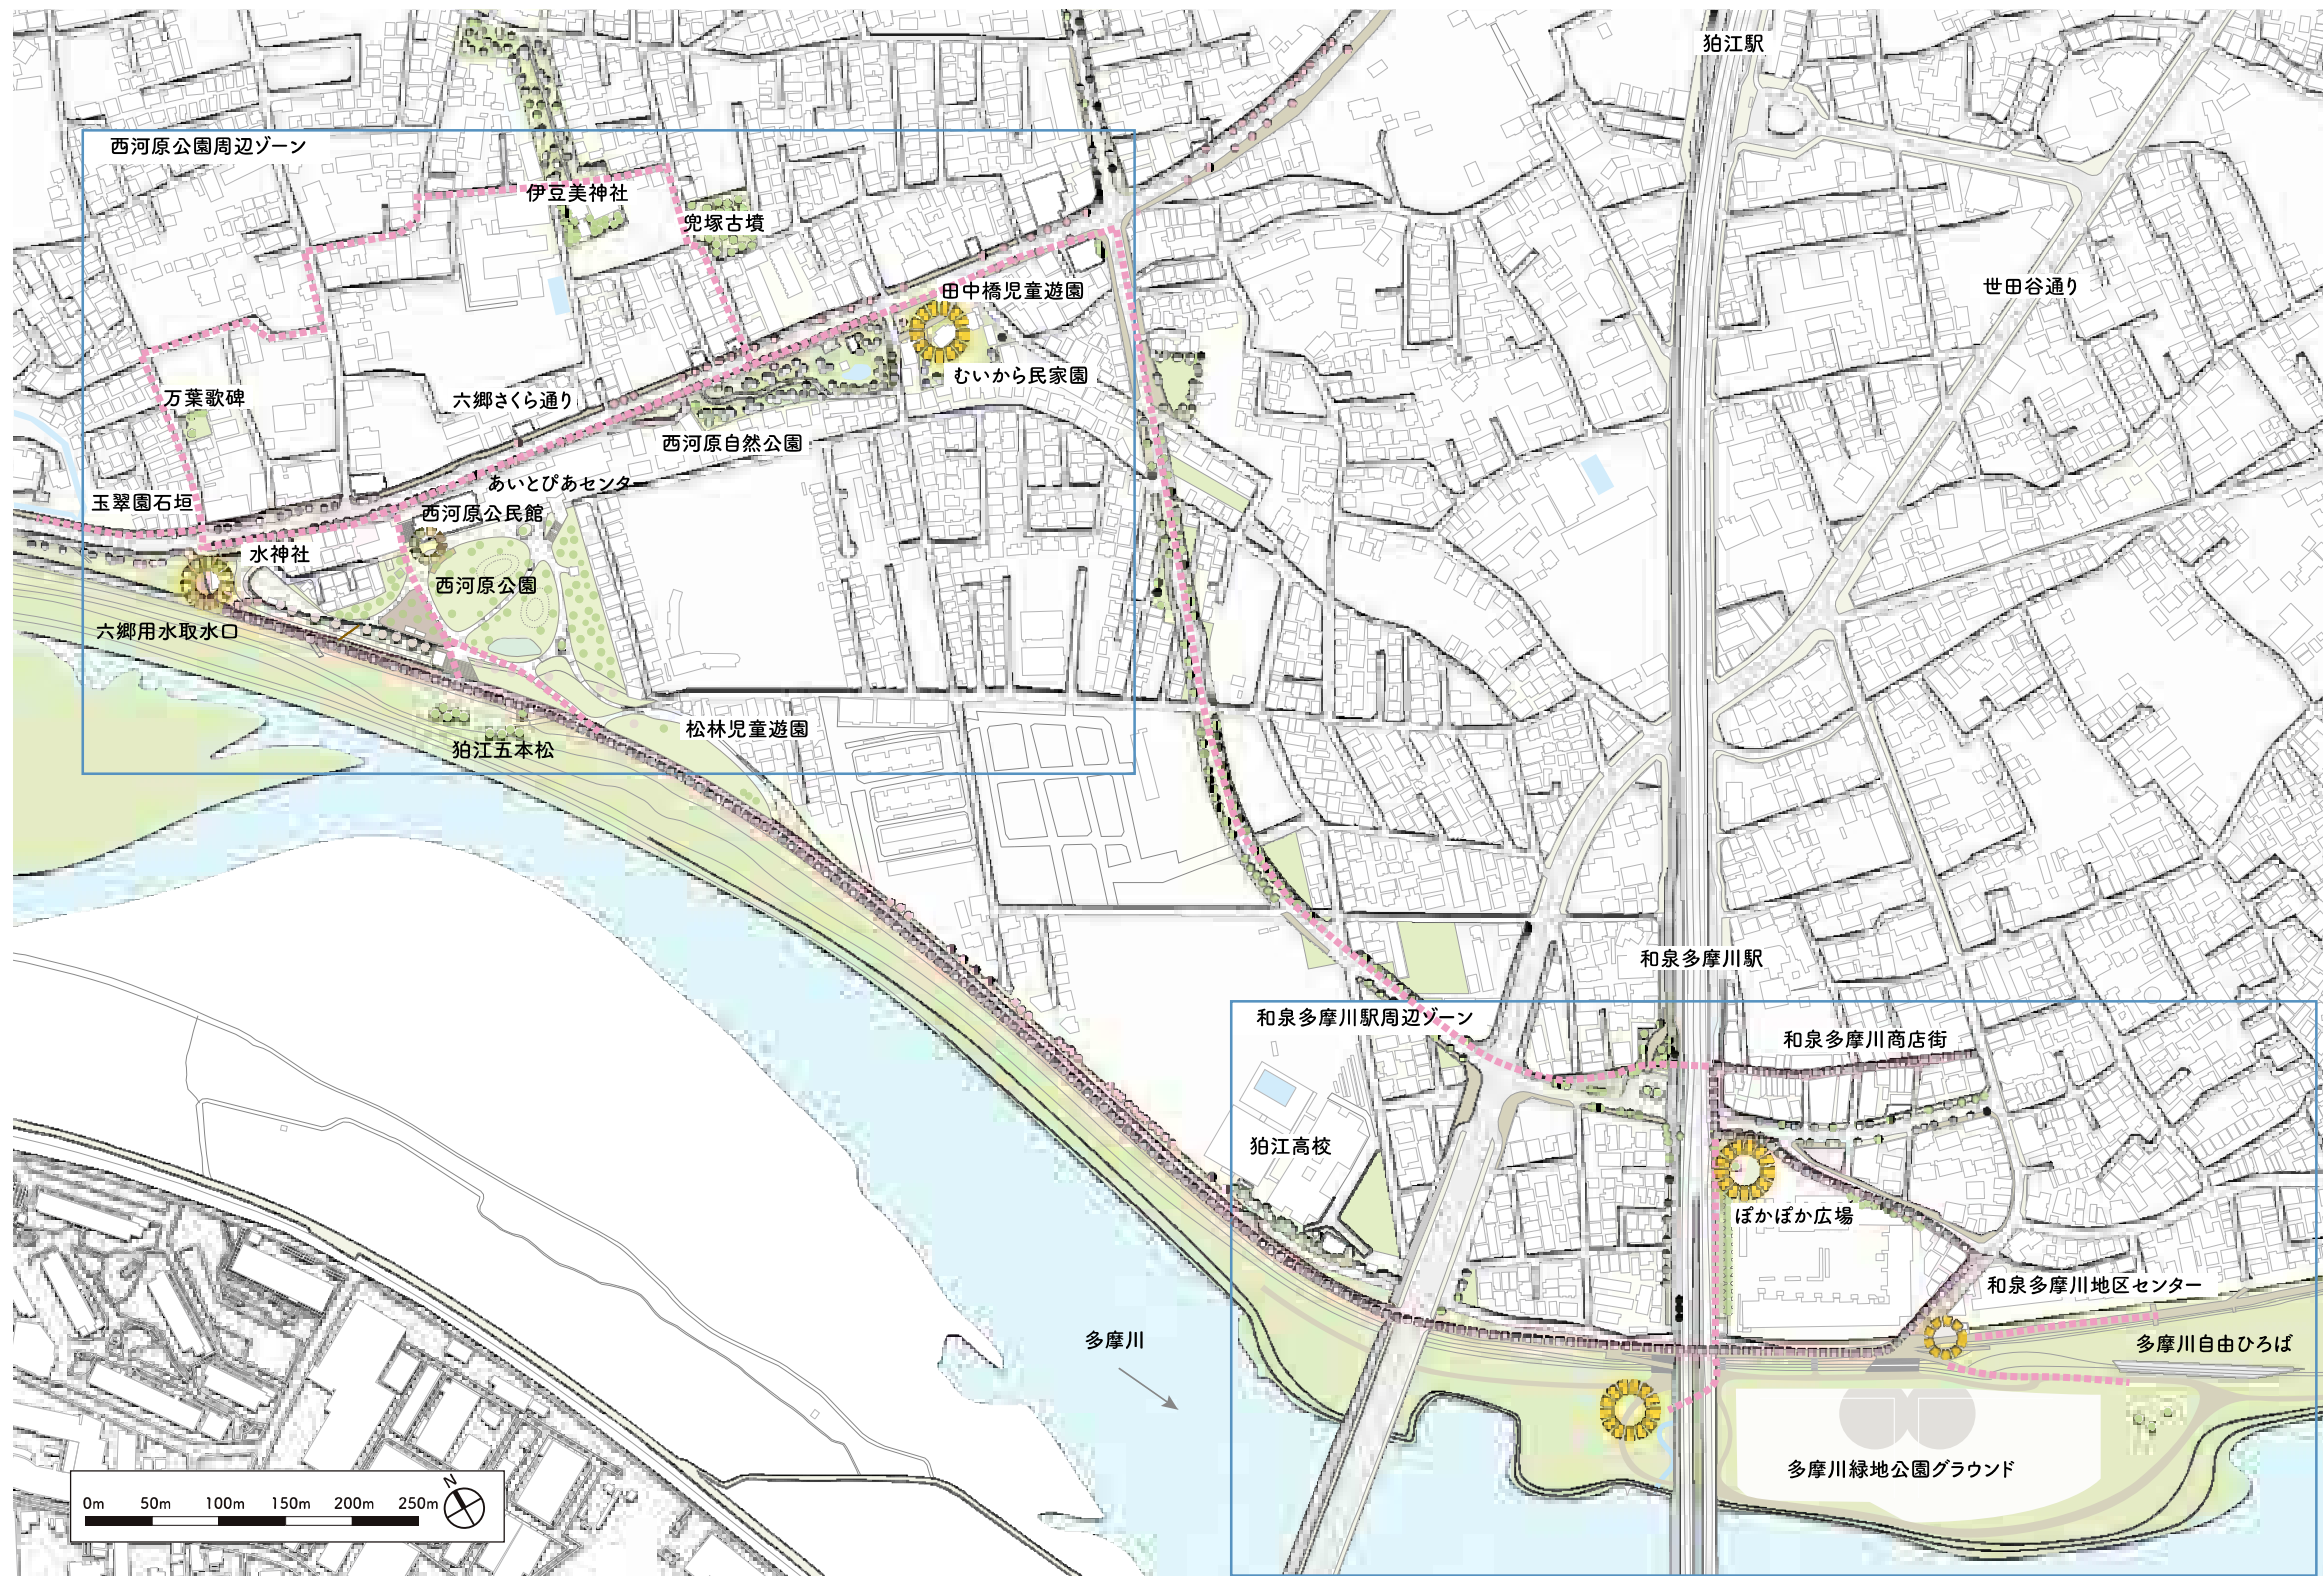 狛江駅
西河原公園周辺ゾーン
伊豆美神社
兜塚古墳
田中橋児童遊園
世田谷通り
むいから民家園
万葉歌碑
六郷さくら通り
西河原自然公園
あいとぴあセンター
玉翠園石垣
西河原公民館
水神社
西河原公園
六郷用水取水口
松林児童遊園
狛江五本松
和泉多摩川駅
和泉多摩川駅周辺ゾーン
和泉多摩川商店街
狛江高校
ぽかぽか広場
和泉多摩川地区センター
多摩川
多摩川自由ひろば
多摩川緑地公園グラウンド
N
0m 50m 100m 150m 200m 250m